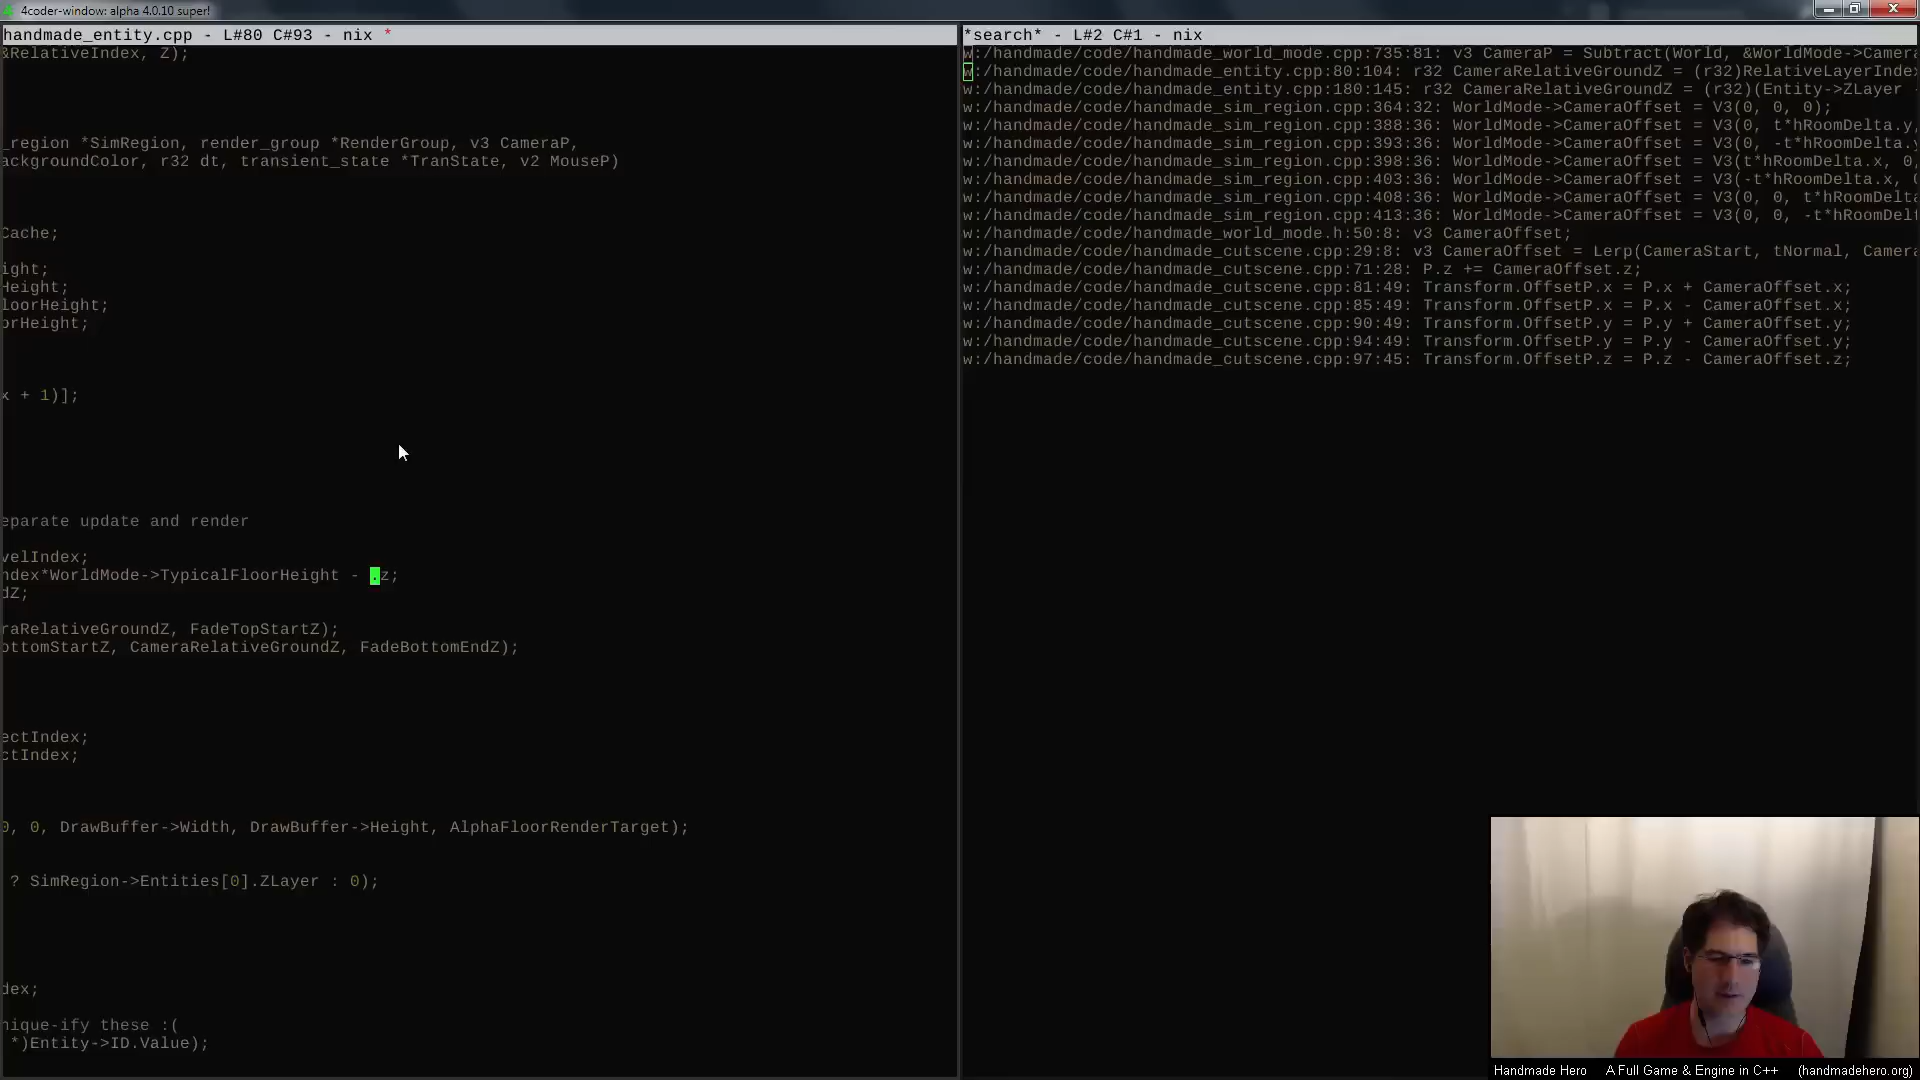 4coder-window: alpha 4.0.10 super!
handmade_entity.cpp - L#80 C#93 - nix *
&RelativeIndex, Z);
_region *SimRegion, render_group *RenderGroup, v3 CameraP,
ackgroundColor, r32 dt, transient_state *TranState, v2 MouseP)
Cache;
ight;
Height;
loorHeight;
orHeight;
x + 1)];
eparate update and render
velIndex;
ndex*WorldMode->TypicalFloorHeight - .z;
dZ;
raRelativeGroundZ, FadeTopStartZ);
ottomStartZ, CameraRelativeGroundZ, FadeBottomEndZ);
ectIndex;
ctIndex;
0, 0, DrawBuffer->Width, DrawBuffer->Height, AlphaFloorRenderTarget);
? SimRegion->Entities[0].ZLayer : 0);
dex;
nique-ify these :(
*)Entity->ID.Value);
*search* - L#2 C#1 - nix
w:/handmade/code/handmade_world_mode.cpp:735:81: v3 CameraP = Subtract(World, &WorldMode->Camera
w:/handmade/code/handmade_entity.cpp:80:104: r32 CameraRelativeGroundZ = (r32)RelativeLayerIndex
w:/handmade/code/handmade_entity.cpp:180:145: r32 CameraRelativeGroundZ = (r32)(Entity->ZLayer -
w:/handmade/code/handmade_sim_region.cpp:364:32: WorldMode->CameraOffset = V3(0, 0, 0);
w:/handmade/code/handmade_sim_region.cpp:388:36: WorldMode->CameraOffset = V3(0, t*hRoomDelta.y,
w:/handmade/code/handmade_sim_region.cpp:393:36: WorldMode->CameraOffset = V3(0, -t*hRoomDelta.y
w:/handmade/code/handmade_sim_region.cpp:398:36: WorldMode->CameraOffset = V3(t*hRoomDelta.x, 0,
w:/handmade/code/handmade_sim_region.cpp:403:36: WorldMode->CameraOffset = V3(-t*hRoomDelta.x, 0
w:/handmade/code/handmade_sim_region.cpp:408:36: WorldMode->CameraOffset = V3(0, 0, t*hRoomDelta
w:/handmade/code/handmade_sim_region.cpp:413:36: WorldMode->CameraOffset = V3(0, 0, -t*hRoomDelt
w:/handmade/code/handmade_world_mode.h:50:8: v3 CameraOffset;
w:/handmade/code/handmade_cutscene.cpp:29:8: v3 CameraOffset = Lerp(CameraStart, tNormal, Camera
w:/handmade/code/handmade_cutscene.cpp:71:28: P.z += CameraOffset.z;
w:/handmade/code/handmade_cutscene.cpp:81:49: Transform.OffsetP.x = P.x + CameraOffset.x;
w:/handmade/code/handmade_cutscene.cpp:85:49: Transform.OffsetP.x = P.x - CameraOffset.x;
w:/handmade/code/handmade_cutscene.cpp:90:49: Transform.OffsetP.y = P.y + CameraOffset.y;
w:/handmade/code/handmade_cutscene.cpp:94:49: Transform.OffsetP.y = P.y - CameraOffset.y;
w:/handmade/code/handmade_cutscene.cpp:97:45: Transform.OffsetP.z = P.z - CameraOffset.z;
Handmade Hero A Full Game & Engine in C++ (handmadehero.org)